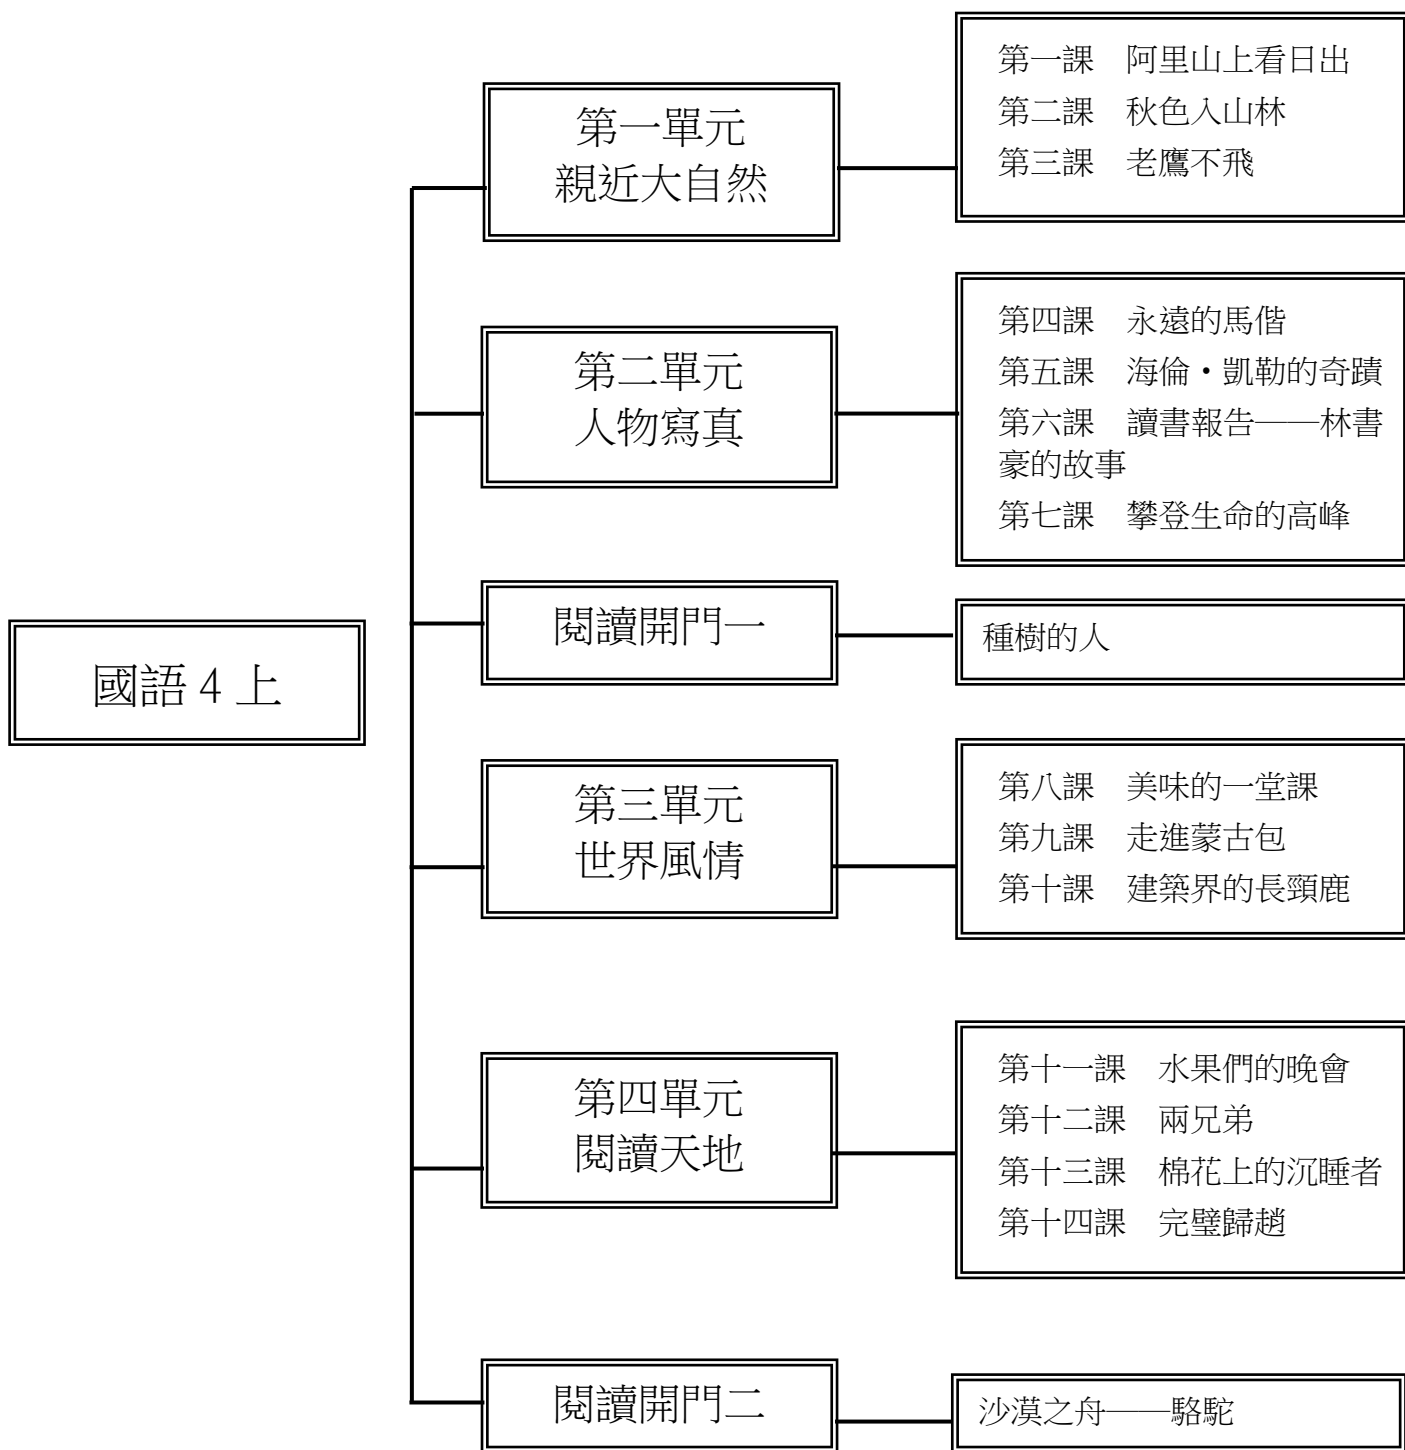 國語 4 上
第一單元
親近大自然
第一課　阿里山上看日出
第二課　秋色入山林
第三課　老鷹不飛
第二單元
人物寫真
第四課　永遠的馬偕
第五課　海倫・凱勒的奇蹟
第六課　讀書報告──林書
豪的故事
第七課　攀登生命的高峰
閱讀開門一
種樹的人
第三單元
世界風情
第八課　美味的一堂課
第九課　走進蒙古包
第十課　建築界的長頸鹿
第四單元
閱讀天地
第十一課　水果們的晚會
第十二課　兩兄弟
第十三課　棉花上的沉睡者
第十四課　完璧歸趙
閱讀開門二
沙漠之舟──駱駝